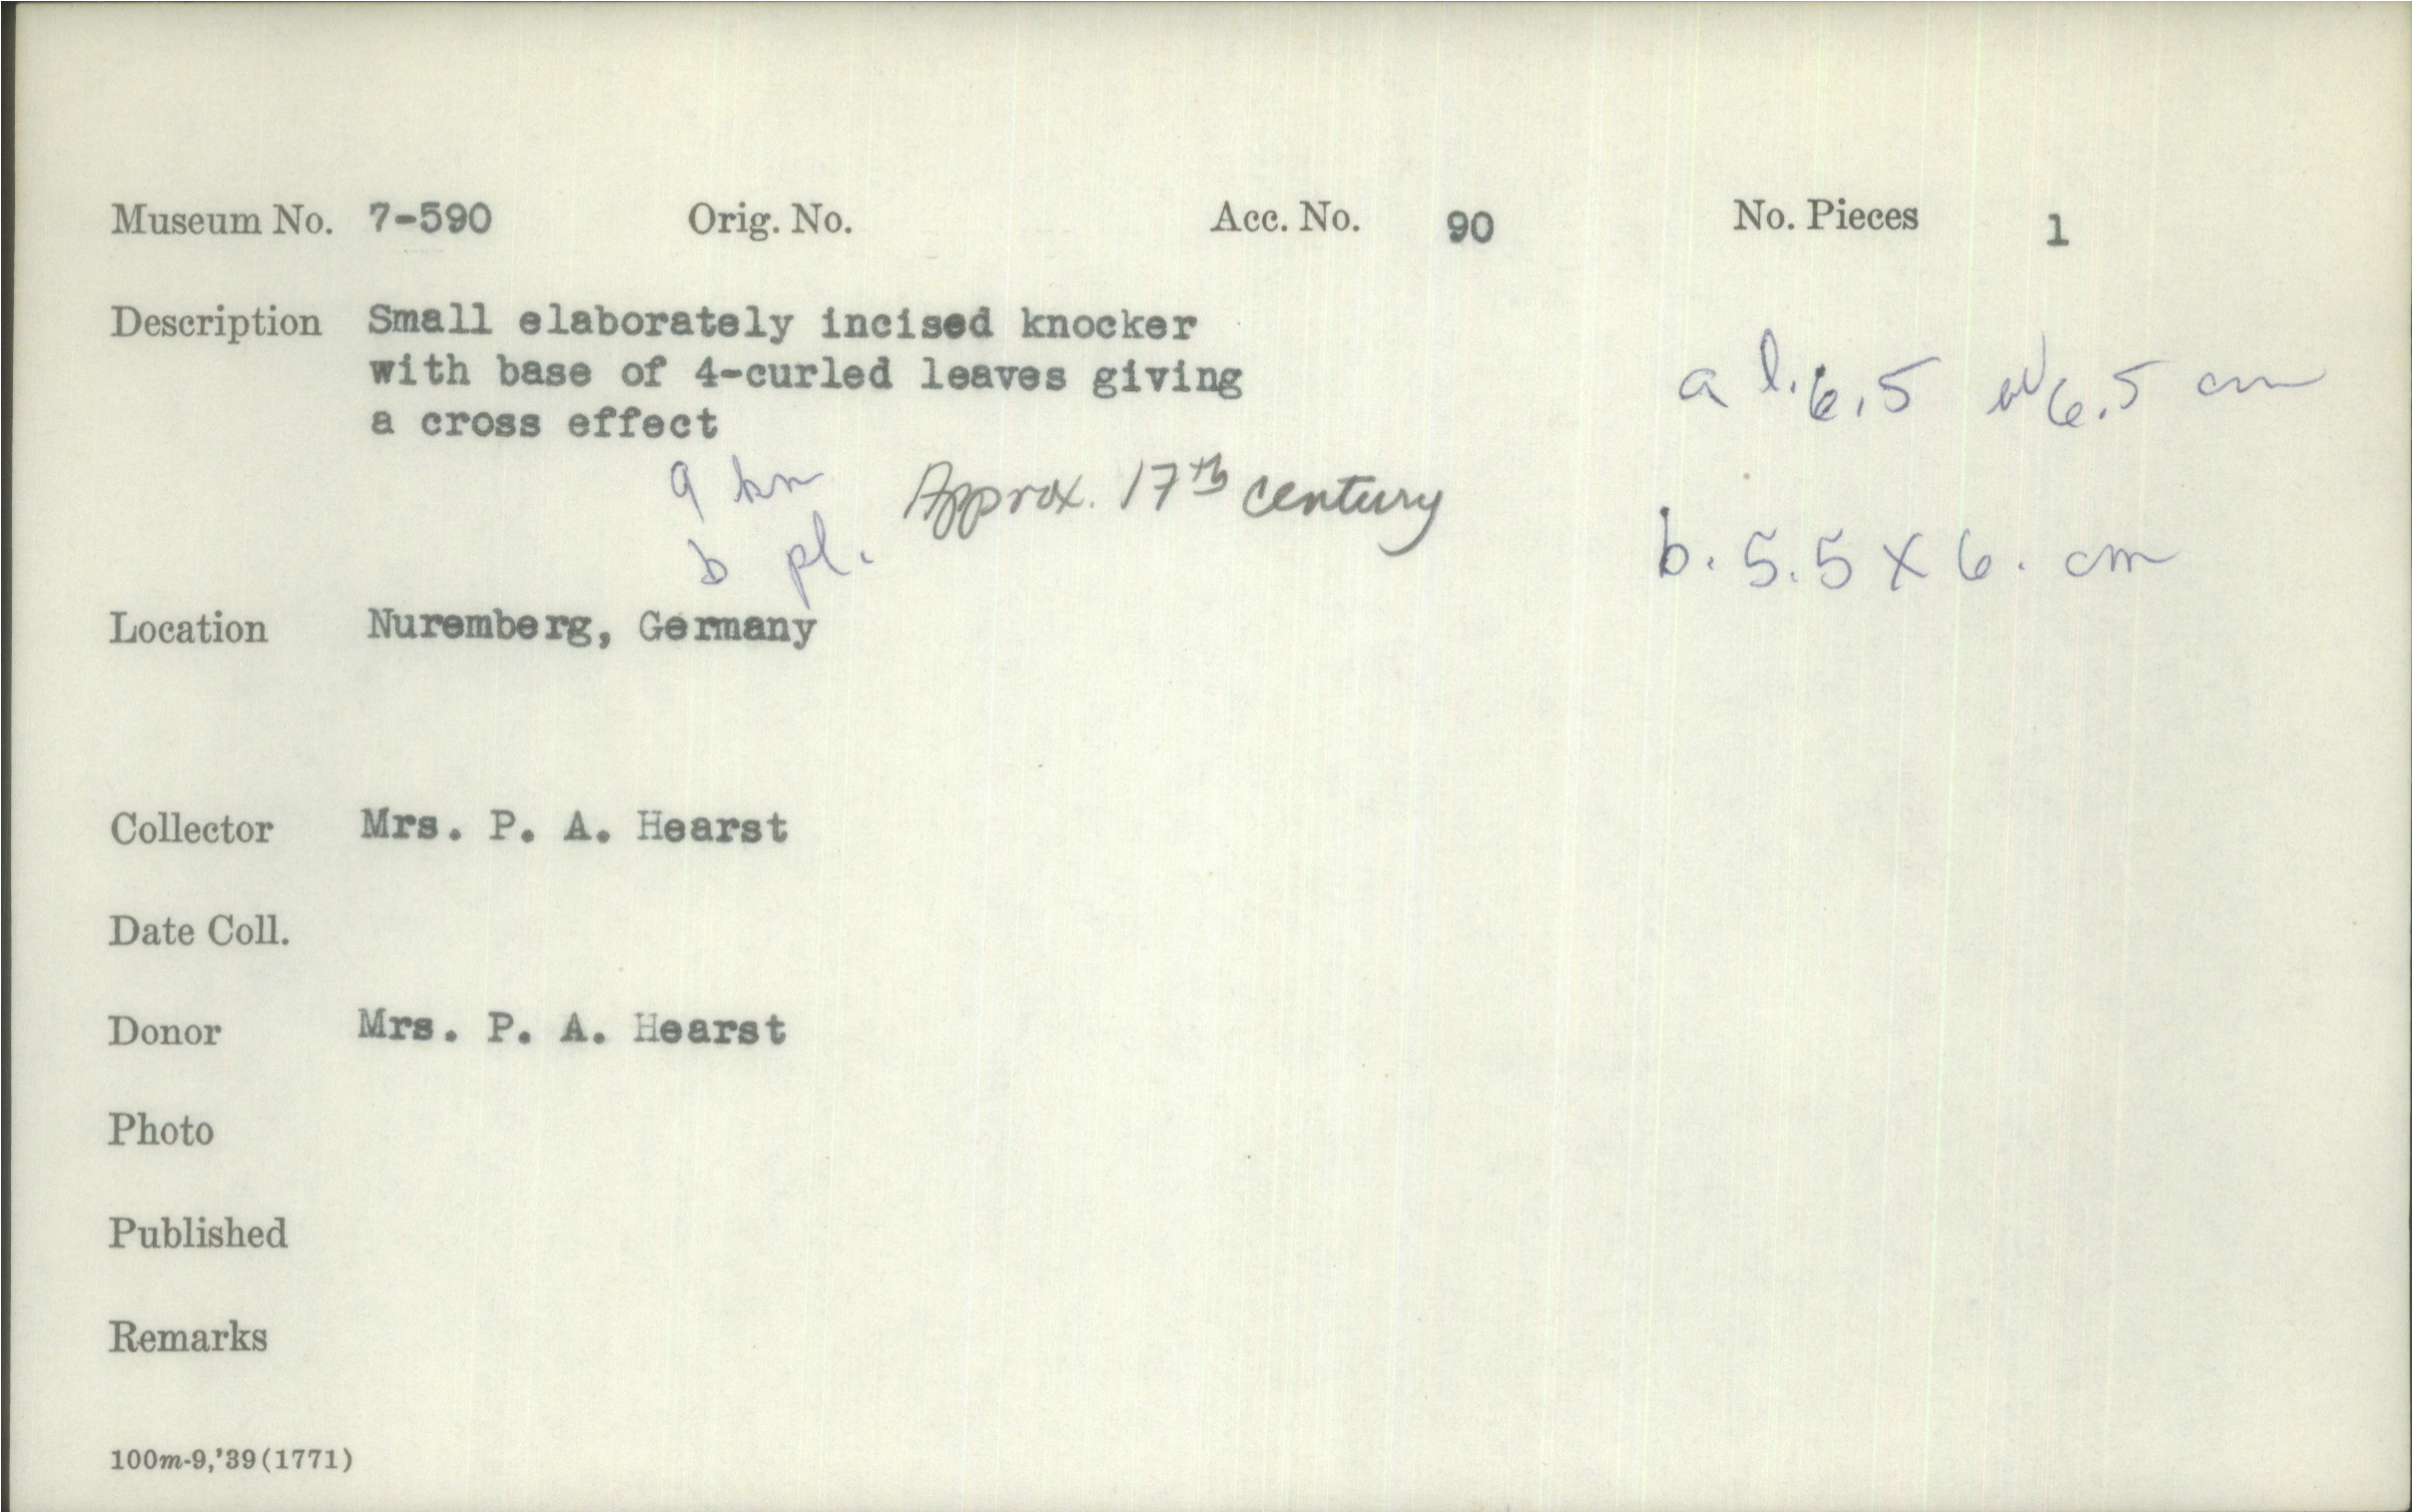 Museum No. 7-590 Orig. No. Acc. No. 90 No. Pieces 1
Description Small elaborately incised knocker
with base of 4-curled leaves giving
a cross effect
a l. 6.5 w 6.5 cm
a kn
Approx. 17th century
b pl.
b. 5.5 x 6. cm
Location Nuremberg, Germany
Collector Mrs. P. A. Hearst
Date Coll.
Donor Mrs. P. A. Hearst
Photo
Published
Remarks
100m-9,'39(1771)